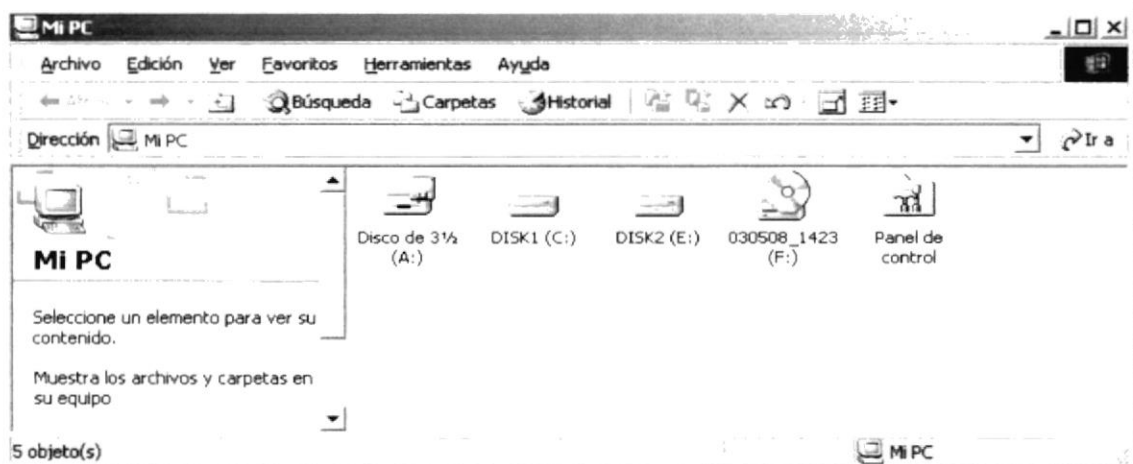 Mi PC
Archivo Edición Ver Favoritos Herramientas Ayuda
Búsqueda Carpetas Historial
Dirección Mi PC Ir a
Mi PC
Seleccione un elemento para ver su
contenido.
Muestra los archivos y carpetas en
su equipo
Disco de 3½
(A:)
DISK1 (C:)
DISK2 (E:)
030508_1423
(F:)
Panel de
control
5 objeto(s) Mi PC